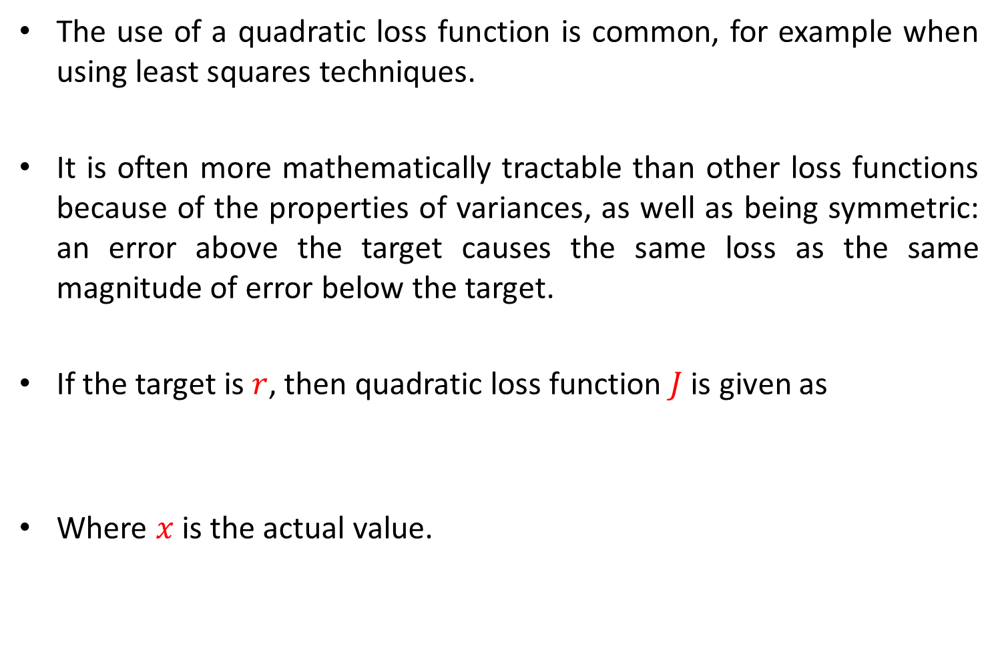 • The use of a quadratic loss function is common, for example when
using least squares techniques.
• It is often more mathematically tractable than other loss functions
because of the properties of variances, as well as being symmetric:
an error above the target causes the same loss as the same
magnitude of error below the target.
• If the target is r, then quadratic loss function J is given as
• Where x is the actual value.